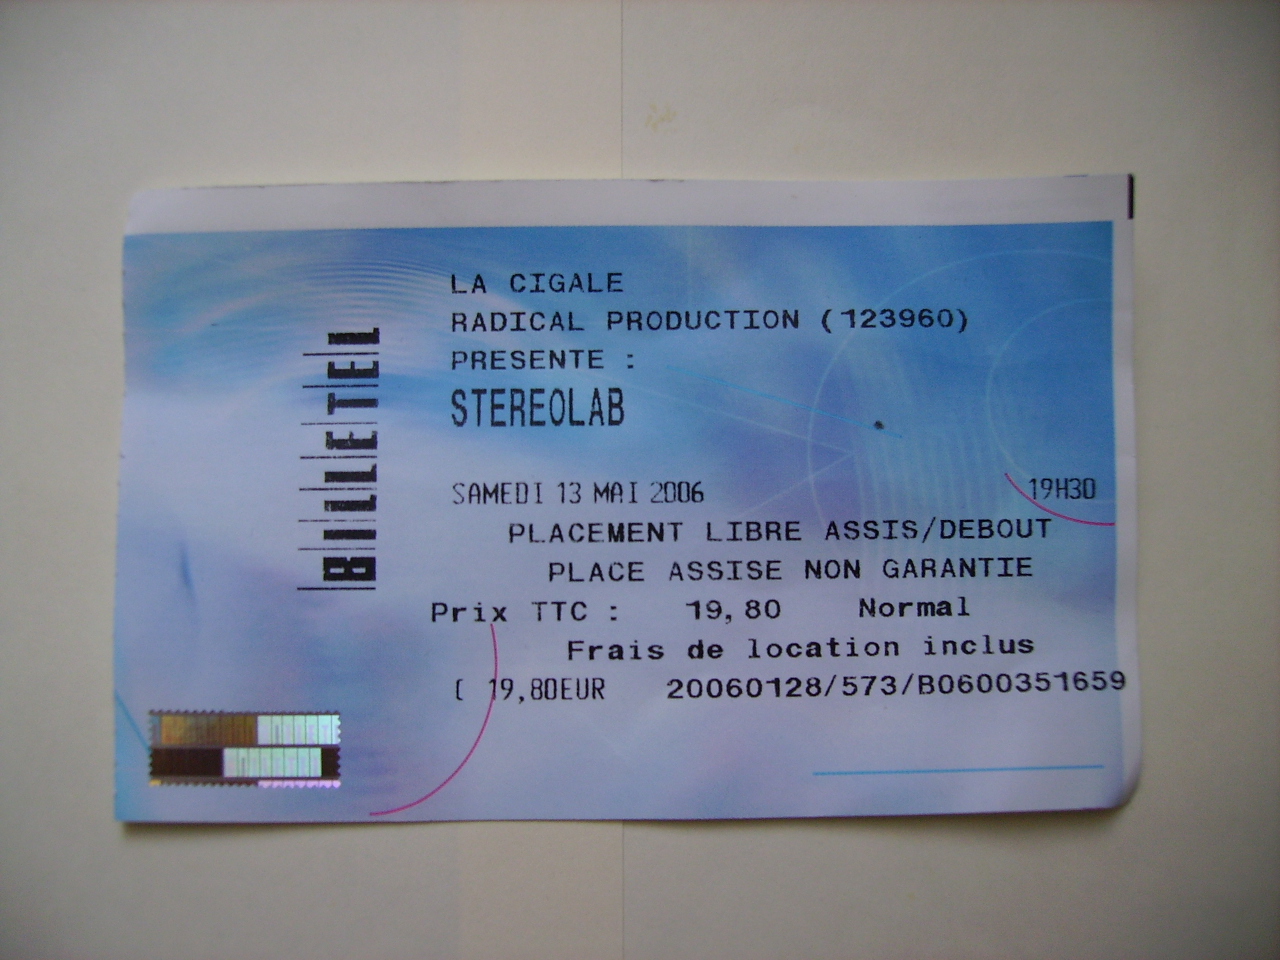 LA CIGALE
RADICAL PRODUCTION (123960)
PRESENTE :
STEREOLAB
SAMEDI 13 MAI 2006 19H30
PLACEMENT LIBRE ASSIS/DEBOUT
PLACE ASSISE NON GARANTIE
Prix TTC : 19,80 Normal
Frais de location inclus
( 19,80EUR 20060128/573/B0600351659
BILLETEL